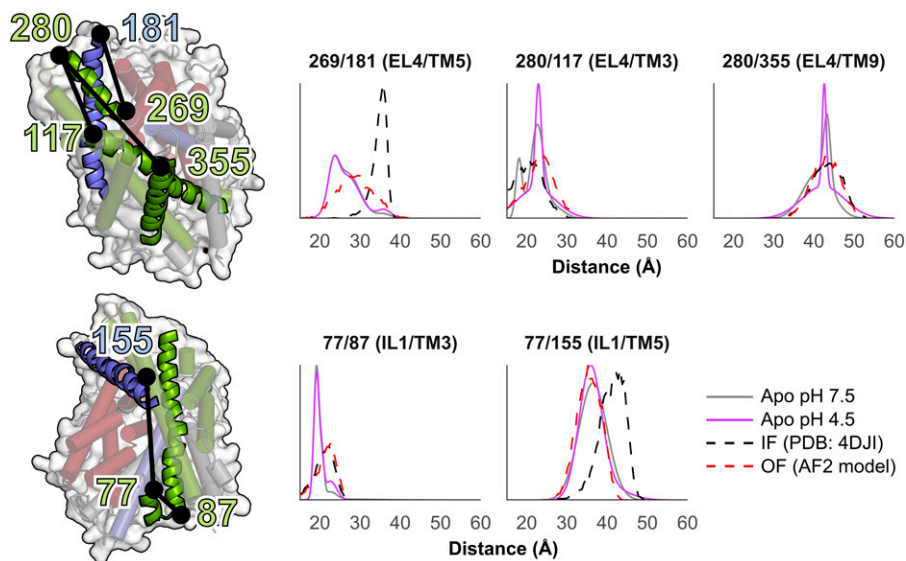 280
181
269
117
355
269/181 (EL4/TM5)
280/117 (EL4/TM3)
280/355 (EL4/TM9)
20 30 40 50 60
20 30 40 50 60
20 30 40 50 60
Distance (Å)
155
77
87
77/87 (IL1/TM3)
77/155 (IL1/TM5)
20 30 40 50 60
20 30 40 50 60
Distance (Å)
Apo pH 7.5
Apo pH 4.5
IF (PDB: 4DJI)
OF (AF2 model)